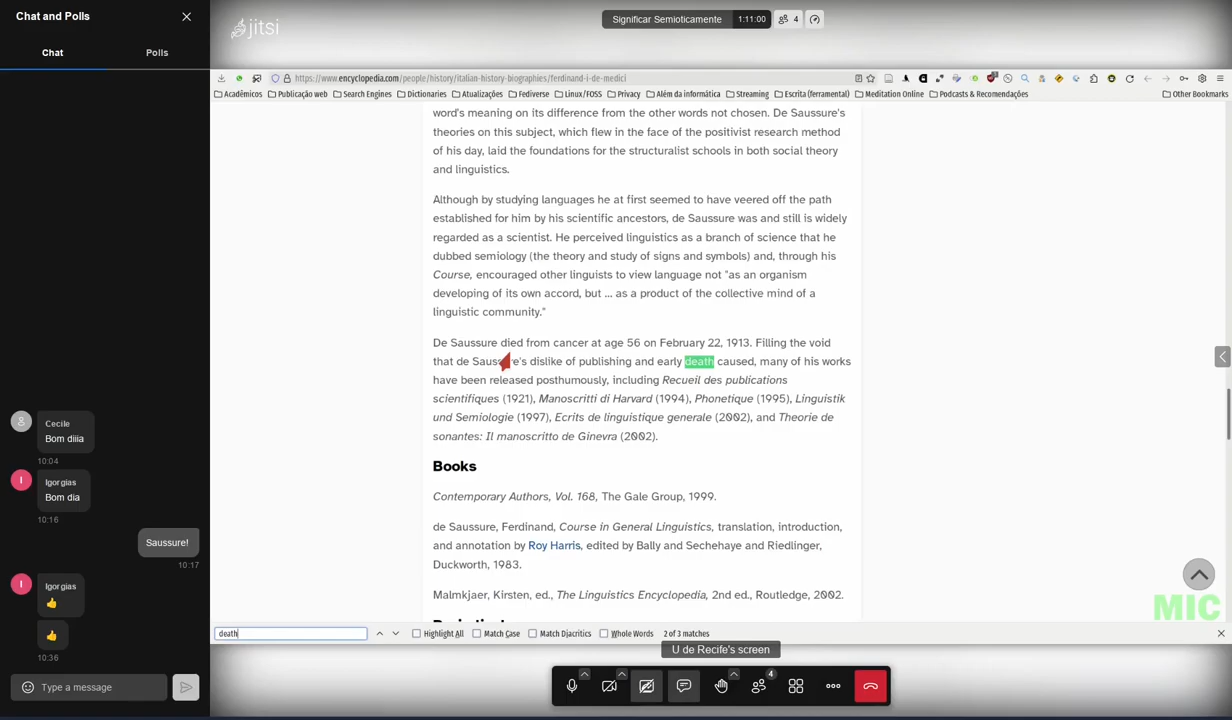 Chat and Polls
Chat
Polls
Cecile
Bom diiia
10:04
I
Igorgias
Bom dia
10:16
Saussure!
10:17
I
Igorgias
👍
👍
10:36
Type a message
jitsi
Significar Semioticamente
1:11:00
4
https://www.encyclopedia.com/people/history/italian-history-biographies/ferdinand-i-de-medici
Acadêmicos
Publicação web
Search Engines
Dictionaries
Atualizações
Fediverse
Linux/FOSS
Privacy
Além da informática
Streaming
Escrita (ferramental)
Meditation Online
Podcasts & Recomendações
Other Bookmarks
word's meaning on its difference from the other words not chosen. De Saussure's
theories on this subject, which flew in the face of the positivist research method
of his day, laid the foundations for the structuralist schools in both social theory
and linguistics.
Although by studying languages he at first seemed to have veered off the path
established for him by his scientific ancestors, de Saussure was and still is widely
regarded as a scientist. He perceived linguistics as a branch of science that he
dubbed semiology (the theory and study of signs and symbols) and, through his
Course, encouraged other linguists to view language not "as an organism
developing of its own accord, but ... as a product of the collective mind of a
linguistic community."
De Saussure died from cancer at age 56 on February 22, 1913. Filling the void
that de Saussure's dislike of publishing and early death caused, many of his works
have been released posthumously, including Recueil des publications
scientifiques (1921), Manoscritti di Harvard (1994), Phonetique (1995), Linguistik
und Semiologie (1997), Ecrits de linguistique generale (2002), and Theorie de
sonantes: Il manoscritto de Ginevra (2002).
Books
Contemporary Authors, Vol. 168, The Gale Group, 1999.
de Saussure, Ferdinand, Course in General Linguistics, translation, introduction,
and annotation by Roy Harris, edited by Bally and Sechehaye and Riedlinger,
Duckworth, 1983.
Malmkjaer, Kirsten, ed., The Linguistics Encyclopedia, 2nd ed., Routledge, 2002.
MIC
death
Highlight All
Match Case
Match Diacritics
Whole Words
2 of 3 matches
U de Recife's screen
4